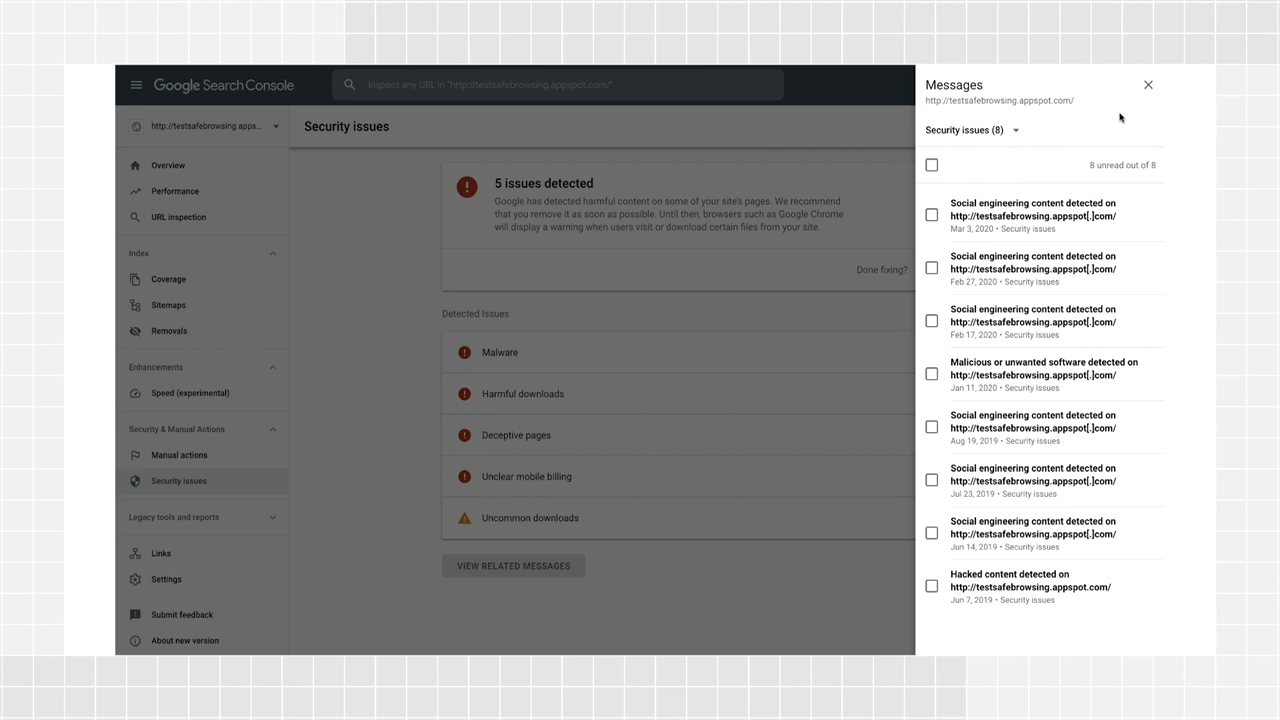 Google Search Console
Inspect any URL in "http://testsafebrowsing.appspot.com/"
http://testsafebrowsing.apps...
Overview
Performance
URL inspection
Index
Coverage
Sitemaps
Removals
Enhancements
Speed (experimental)
Security & Manual Actions
Manual actions
Security issues
Legacy tools and reports
Links
Settings
Submit feedback
About new version
Security issues
5 issues detected
Google has detected harmful content on some of your site's pages. We recommend
that you remove it as soon as possible. Until then, browsers such as Google Chrome
will display a warning when users visit or download certain files from your site.
Done fixing?
Detected Issues
Malware
Harmful downloads
Deceptive pages
Unclear mobile billing
Uncommon downloads
VIEW RELATED MESSAGES
Messages
http://testsafebrowsing.appspot.com/
Security issues (8)
8 unread out of 8
Social engineering content detected on
http://testsafebrowsing.appspot[.]com/
Mar 3, 2020 • Security issues
Social engineering content detected on
http://testsafebrowsing.appspot[.]com/
Feb 27, 2020 • Security issues
Social engineering content detected on
http://testsafebrowsing.appspot[.]com/
Feb 17, 2020 • Security issues
Malicious or unwanted software detected on
http://testsafebrowsing.appspot[.]com/
Jan 11, 2020 • Security issues
Social engineering content detected on
http://testsafebrowsing.appspot[.]com/
Aug 19, 2019 • Security issues
Social engineering content detected on
http://testsafebrowsing.appspot[.]com/
Jul 23, 2019 • Security issues
Social engineering content detected on
http://testsafebrowsing.appspot[.]com/
Jun 14, 2019 • Security issues
Hacked content detected on
http://testsafebrowsing.appspot.com/
Jun 7, 2019 • Security issues